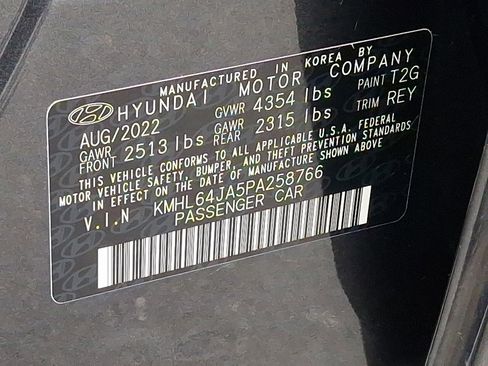 MANUFACTURED IN KOREA BY
HYUNDAI MOTOR COMPANY
AUG/2022 GVWR 4354 lbs PAINT T2G
GAWR FRONT 2513 lbs GAWR REAR 2315 lbs TRIM REY
THIS VEHICLE CONFORMS TO ALL APPLICABLE U.S.A. FEDERAL
MOTOR VEHICLE SAFETY, BUMPER, AND THEFT PREVENTION STANDARDS
IN EFFECT ON THE DATE OF MANUFACTURE SHOWN ABOVE.
V.I.N KMHL64JA5PA258766
PASSENGER CAR